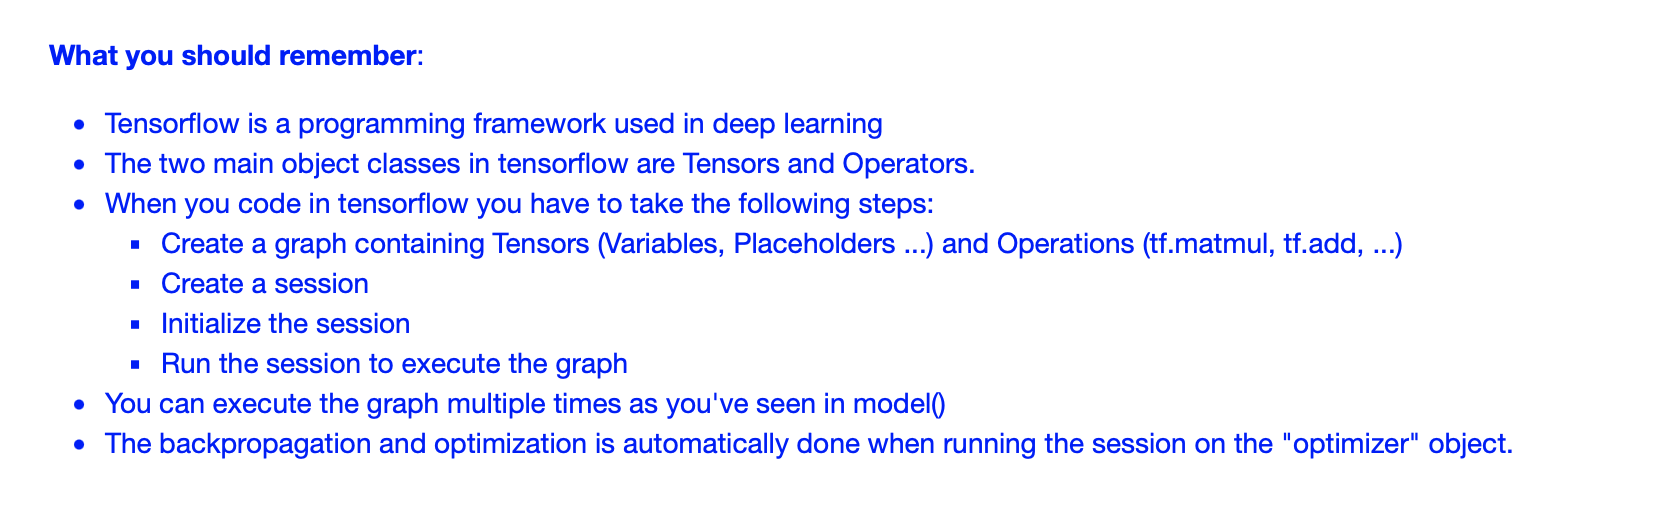 What you should remember:
• Tensorflow is a programming framework used in deep learning
• The two main object classes in tensorflow are Tensors and Operators.
• When you code in tensorflow you have to take the following steps:
▪ Create a graph containing Tensors (Variables, Placeholders ...) and Operations (tf.matmul, tf.add, ...)
▪ Create a session
▪ Initialize the session
▪ Run the session to execute the graph
• You can execute the graph multiple times as you've seen in model()
• The backpropagation and optimization is automatically done when running the session on the "optimizer" object.